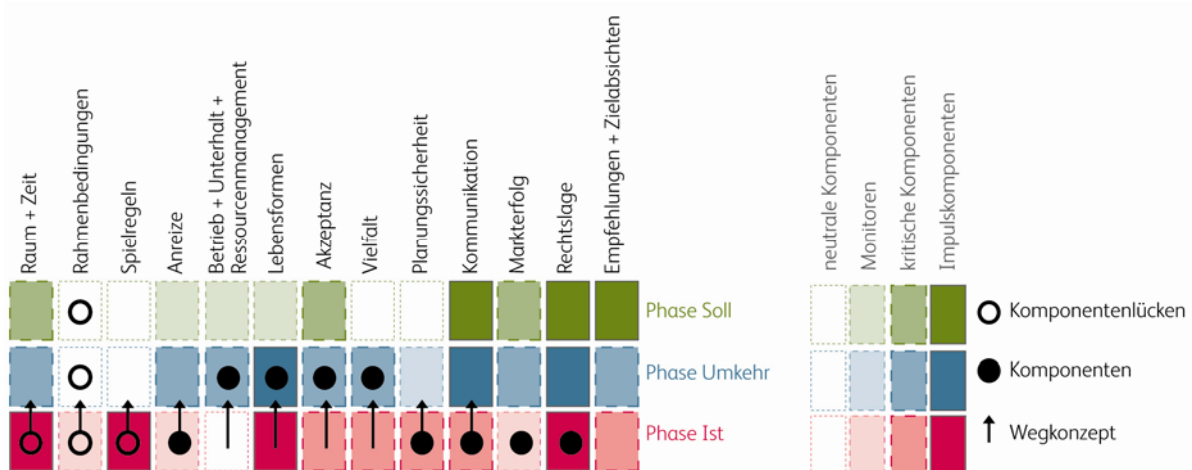 Raum + Zeit
Rahmenbedingungen
Spielregeln
Anreize
Betrieb + Unterhalt +
Ressourcenmanagement
Lebensformen
Akzeptanz
Vielfalt
Planungssicherheit
Kommunikation
Markterfolg
Rechtslage
Empfehlungen + Zielabsichten
neutrale Komponenten
Monitoren
kritische Komponenten
Impulskomponenten
Phase Soll
Komponentenlücken
Phase Umkehr
Komponenten
Phase Ist
Wegkonzept